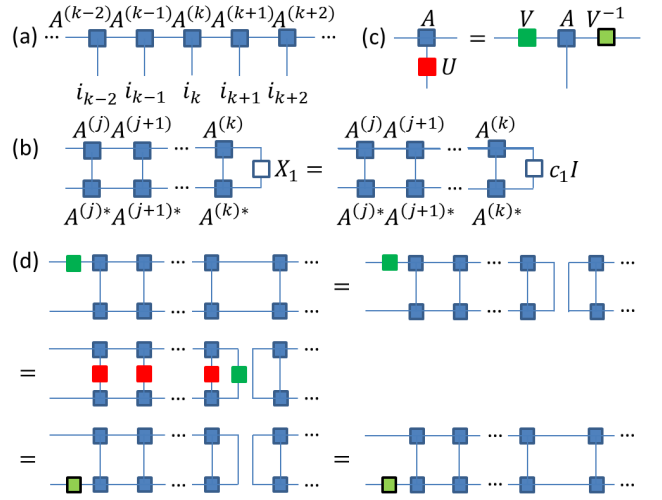 (a) ... A^(k-2) A^(k-1) A^(k) A^(k+1) A^(k+2) ...
i_{k-2} i_{k-1} i_k i_{k+1} i_{k+2}
(c) A = V A V^{-1}
U
(b) A^(j) A^(j+1) ... A^(k) X_1 = A^(j) A^(j+1) ... A^(k) c_1 I
A^(j)* A^(j+1)* ... A^(k)* A^(j)* A^(j+1)* ... A^(k)*
(d) ... ... = ... ...
... ...
= ... ...
... ...
= ... ... = ... ...
... ... ... ...